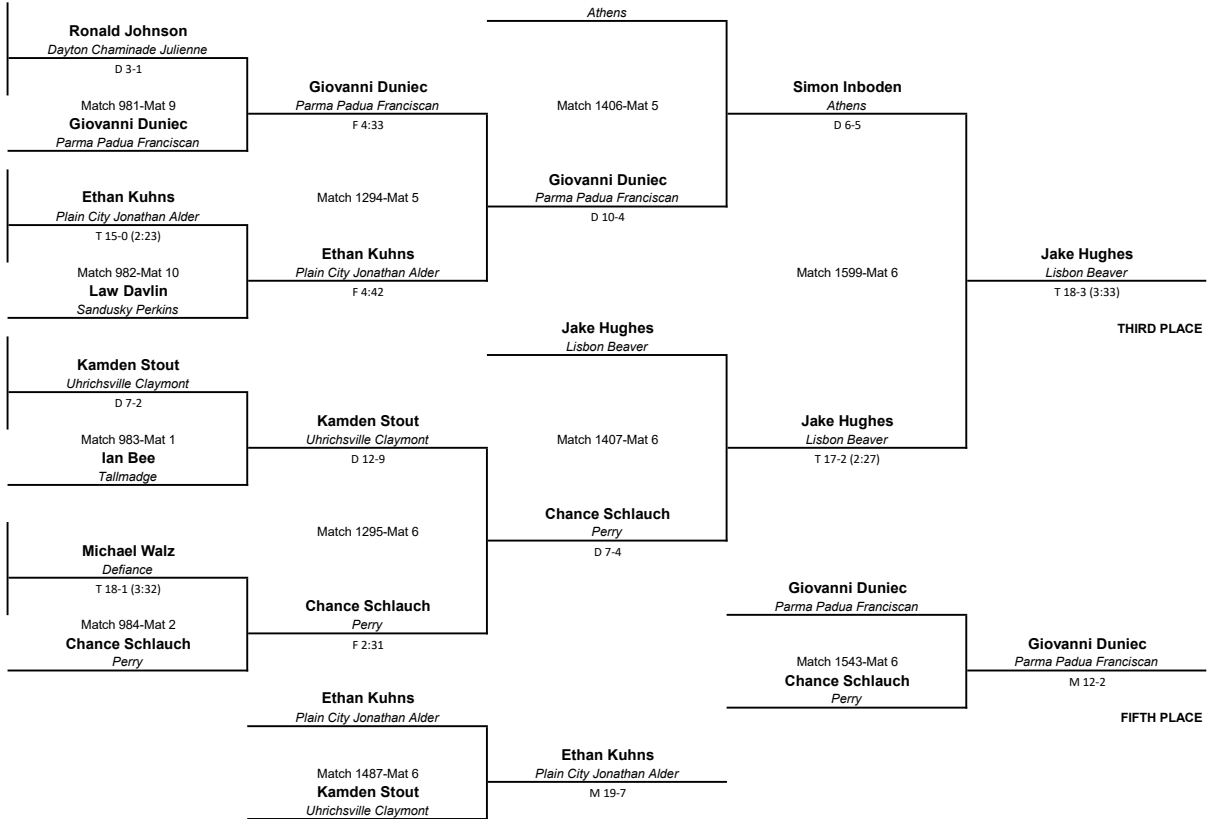 Athens
Ronald Johnson
Dayton Chaminade Julienne
D 3-1
Match 981-Mat 9
Giovanni Duniec
Parma Padua Franciscan
Giovanni Duniec
Parma Padua Franciscan
F 4:33
Match 1406-Mat 5
Simon Inboden
Athens
D 6-5
Ethan Kuhns
Plain City Jonathan Alder
T 15-0 (2:23)
Match 982-Mat 10
Law Davlin
Sandusky Perkins
Match 1294-Mat 5
Ethan Kuhns
Plain City Jonathan Alder
F 4:42
Giovanni Duniec
Parma Padua Franciscan
D 10-4
Match 1599-Mat 6
Jake Hughes
Lisbon Beaver
T 18-3 (3:33)
THIRD PLACE
Kamden Stout
Uhrichsville Claymont
D 7-2
Match 983-Mat 1
Ian Bee
Tallmadge
Kamden Stout
Uhrichsville Claymont
D 12-9
Jake Hughes
Lisbon Beaver
Match 1407-Mat 6
Jake Hughes
Lisbon Beaver
T 17-2 (2:27)
Michael Walz
Defiance
T 18-1 (3:32)
Match 984-Mat 2
Chance Schlauch
Perry
Match 1295-Mat 6
Chance Schlauch
Perry
F 2:31
Chance Schlauch
Perry
D 7-4
Giovanni Duniec
Parma Padua Franciscan
Match 1543-Mat 6
Chance Schlauch
Perry
Giovanni Duniec
Parma Padua Franciscan
M 12-2
FIFTH PLACE
Ethan Kuhns
Plain City Jonathan Alder
Match 1487-Mat 6
Kamden Stout
Uhrichsville Claymont
Ethan Kuhns
Plain City Jonathan Alder
M 19-7